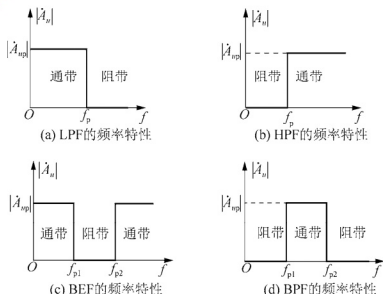 |Ȧu|
|Ȧup|
通带 阻带
O fp f
(a) LPF的频率特性
|Ȧu|
|Ȧup|
阻带 通带
O fp f
(b) HPF的频率特性
|Ȧu|
|Ȧup|
通带 阻带 通带
O fp1 fp2 f
(c) BEF的频率特性
|Ȧu|
|Ȧup|
阻带 通带 阻带
O fp1 fp2 f
(d) BPF的频率特性